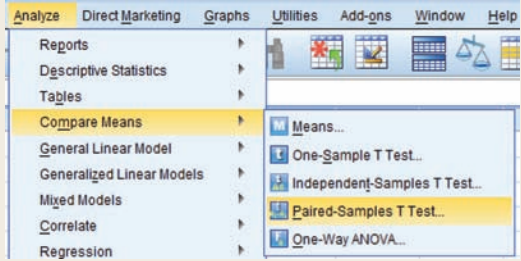 Analyze Direct Marketing Graphs Utilities Add-ons Window Help
Reports
Descriptive Statistics
Tables
Compare Means
General Linear Model
Generalized Linear Models
Mixed Models
Correlate
Regression
Means...
One-Sample T Test...
Independent-Samples T Test...
Paired-Samples T Test...
One-Way ANOVA...